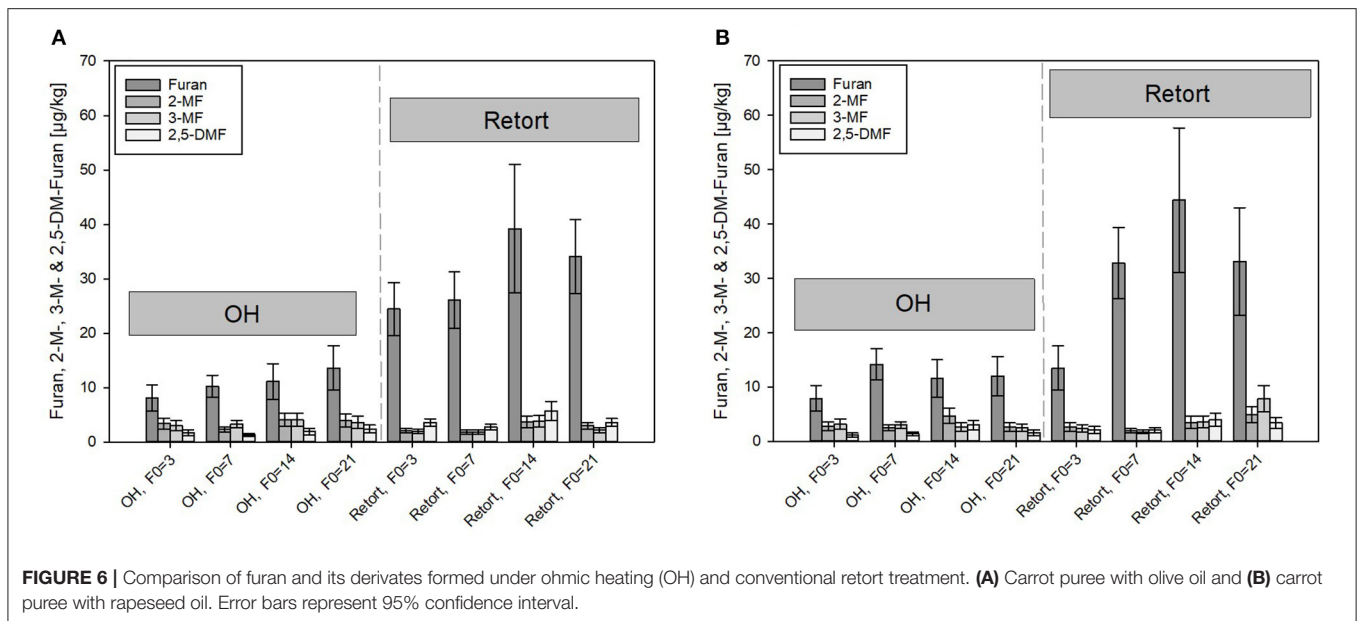 A
Furan, 2-M-, 3-M- & 2,5-DM-Furan [µg/kg]
70
60
50
40
30
20
10
0
Furan
2-MF
3-MF
2,5-DMF
OH
Retort
OH, F0=3
OH, F0=7
OH, F0=14
OH, F0=21
Retort, F0=3
Retort, F0=7
Retort, F0=14
Retort, F0=21
B
Furan, 2-M-, 3-M- & 2,5-DM-Furan [µg/kg]
70
60
50
40
30
20
10
0
Furan
2-MF
3-MF
2,5-DMF
OH
Retort
OH, F0=3
OH, F0=7
OH, F0=14
OH, F0=21
Retort, F0=3
Retort, F0=7
Retort, F0=14
Retort, F0=21
FIGURE 6 | Comparison of furan and its derivates formed under ohmic heating (OH) and conventional retort treatment. (A) Carrot puree with olive oil and (B) carrot
puree with rapeseed oil. Error bars represent 95% confidence interval.